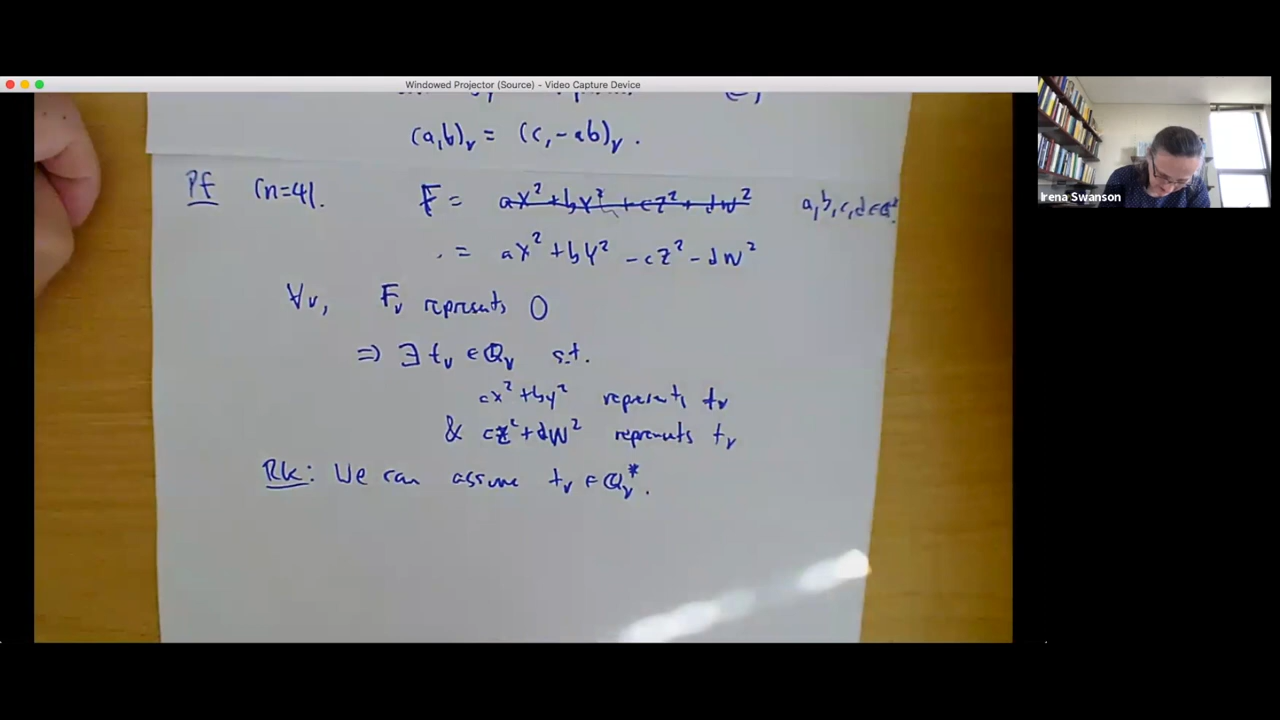 Windowed Projector (Source) - Video Capture Device
Irena Swanson
(a,b)ᵥ = (c,-ab)ᵥ.
Pf (n=4). F = aX² + bY² + cZ² + dW² a,b,c,d ∈ Q*.
= aX² + bY² - cZ² - dW²
∀v, Fᵥ represents 0
⇒ ∃ tᵥ ∈ Qᵥ s.t.
ax² + by² represents tᵥ
& cZ² + dW² represents tᵥ
Rk: We can assume tᵥ ∈ Qᵥ*.